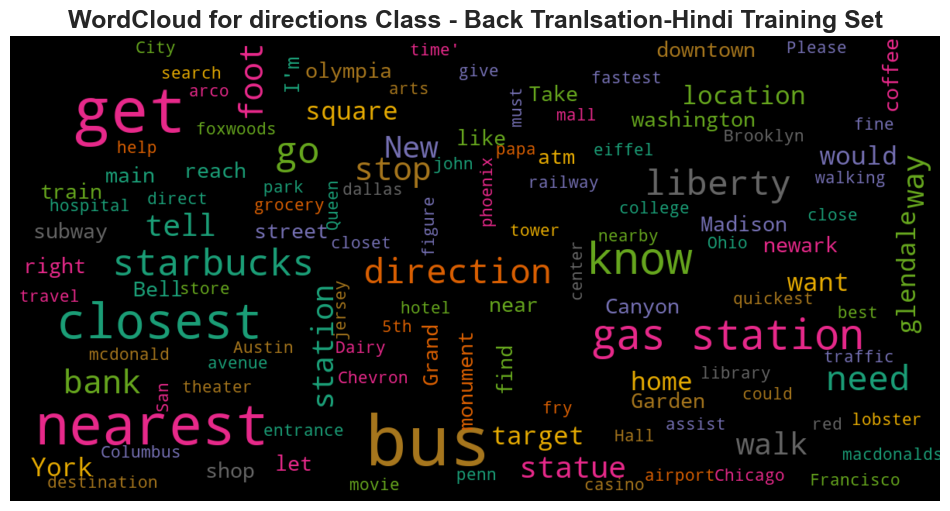 WordCloud for directions Class - Back Tranlsation-Hindi Training Set
City
time'
downtown
Please
search
foot
I'm
olympia
give
fastest
coffee
arco
arts
get
square
must
Take
mall
location
washington
foxwoods
like
Brooklyn
fine
help
go
New
stop
john
papa
atm
eiffel
would
main
reach
phoenix
railway
liberty
walking
way
train
park
Queen
dallas
hospital
direct
grocery
college
close
subway
tell
street
figure
tower
Madison
closet
nearby
Ohio
newark
right
starbucks
direction
center
know
want
glendale
travel
Bell
store
station
jersey
hotel
near
Canyon
quickest
best
closest
5th
Grand
monument
gas station
mcdonald
Austin
Dairy
find
traffic
avenue
bank
San
theater
Chevron
home
library
need
Garden
could
nearest
entrance
bus
fry
target
Hall
assist
red
lobster
York
Columbus
walk
macdonalds
destination
shop
let
penn
statue
airport
Chicago
movie
casino
Francisco